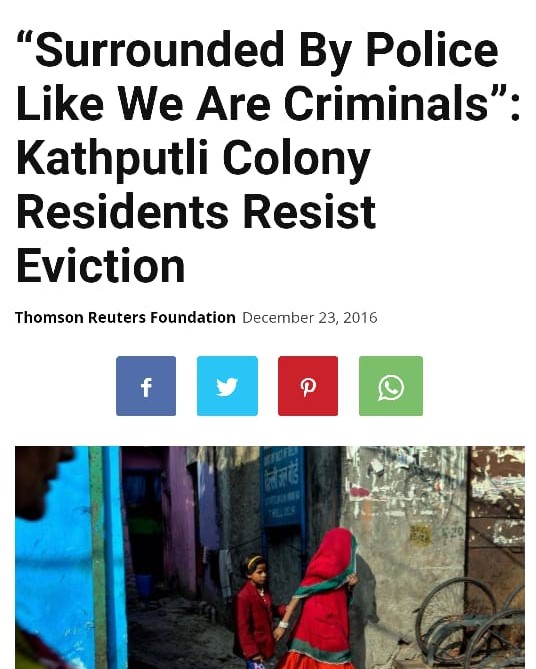 “Surrounded By Police
Like We Are Criminals”:
Kathputli Colony
Residents Resist
Eviction
Thomson Reuters Foundation December 23, 2016